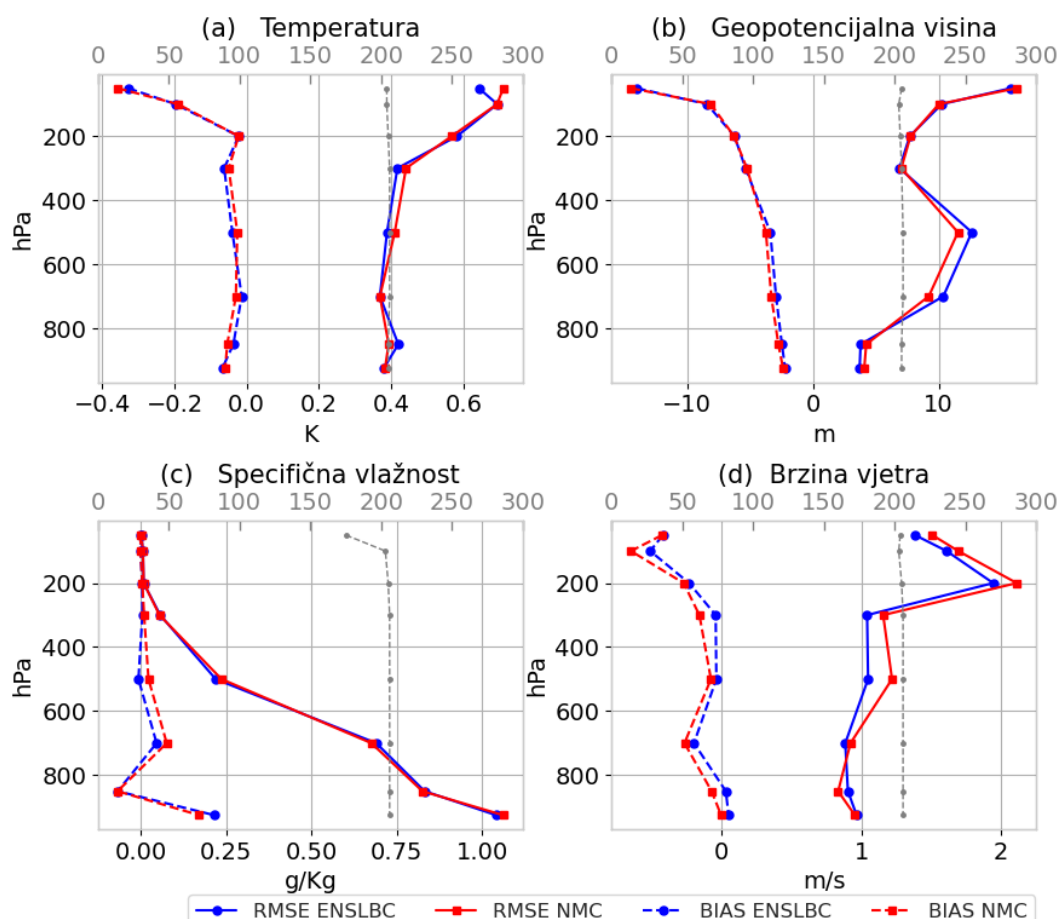 (a)   Temperatura
0 50 100 150 200 250 300
hPa
200
400
600
800
−0.4 −0.2 0.0 0.2 0.4 0.6
K
(b)   Geopotencijalna visina
0 50 100 150 200 250 300
hPa
200
400
600
800
−10 0 10
m
(c)   Specifična vlažnost
0 50 100 150 200 250 300
hPa
200
400
600
800
0.00 0.25 0.50 0.75 1.00
g/Kg
(d)   Brzina vjetra
0 50 100 150 200 250 300
hPa
200
400
600
800
0 1 2
m/s
RMSE ENSLBC RMSE NMC BIAS ENSLBC BIAS NMC